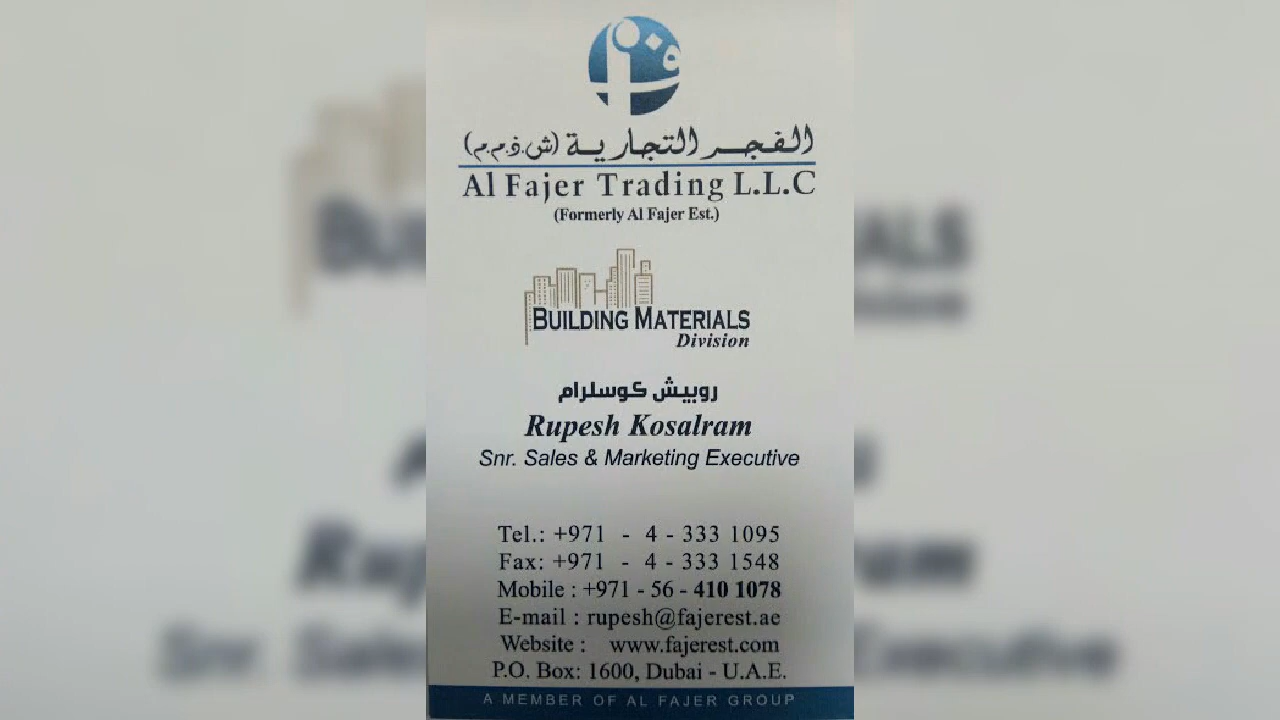 الفجر التجارية (ش.ذ.م.م)
Al Fajer Trading L.L.C
(Formerly Al Fajer Est.)
BUILDING MATERIALS
Division
روبيش كوسلرام
Rupesh Kosalram
Snr. Sales & Marketing Executive
Tel.: +971 - 4 - 333 1095
Fax: +971 - 4 - 333 1548
Mobile : +971 - 56 - 410 1078
E-mail : rupesh@fajerest.ae
Website : www.fajerest.com
P.O. Box: 1600, Dubai - U.A.E.
A MEMBER OF AL FAJER GROUP